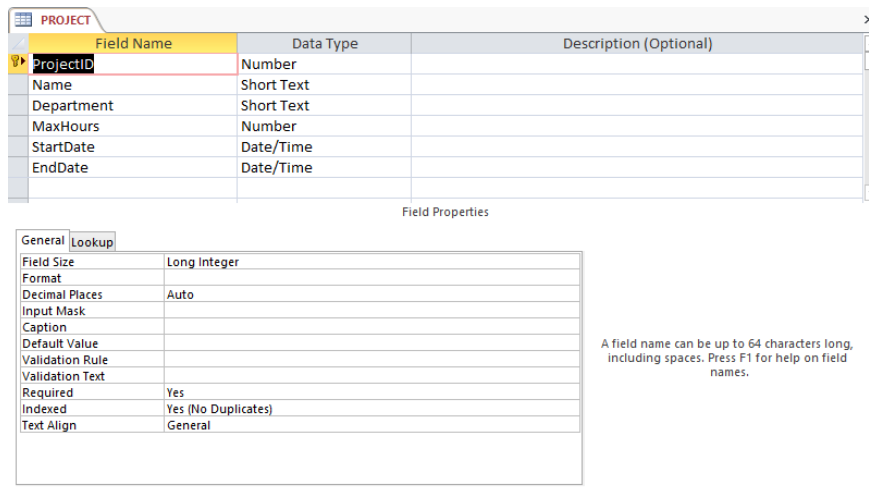 PROJECT
Field Name Data Type Description (Optional)
ProjectID Number
Name Short Text
Department Short Text
MaxHours Number
StartDate Date/Time
EndDate Date/Time
Field Properties
General Lookup
Field Size Long Integer
Format
Decimal Places Auto
Input Mask
Caption
Default Value
Validation Rule
Validation Text
Required Yes
Indexed Yes (No Duplicates)
Text Align General
A field name can be up to 64 characters long,
including spaces. Press F1 for help on field
names.